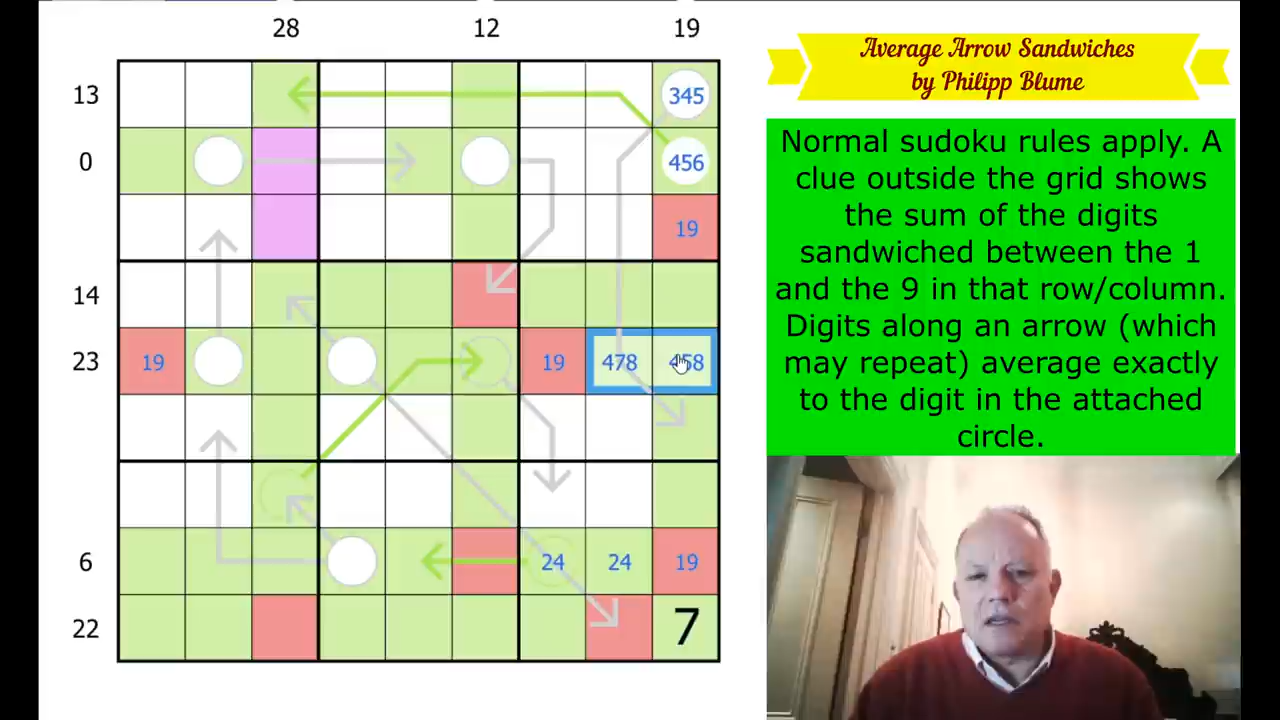 28 12 19
Average Arrow Sandwiches
by Philipp Blume
13 345
0 456
19
14
23 19 19 478 458
6 24 24 19
22 7
Normal sudoku rules apply. A
clue outside the grid shows
the sum of the digits
sandwiched between the 1
and the 9 in that row/column.
Digits along an arrow (which
may repeat) average exactly
to the digit in the attached
circle.